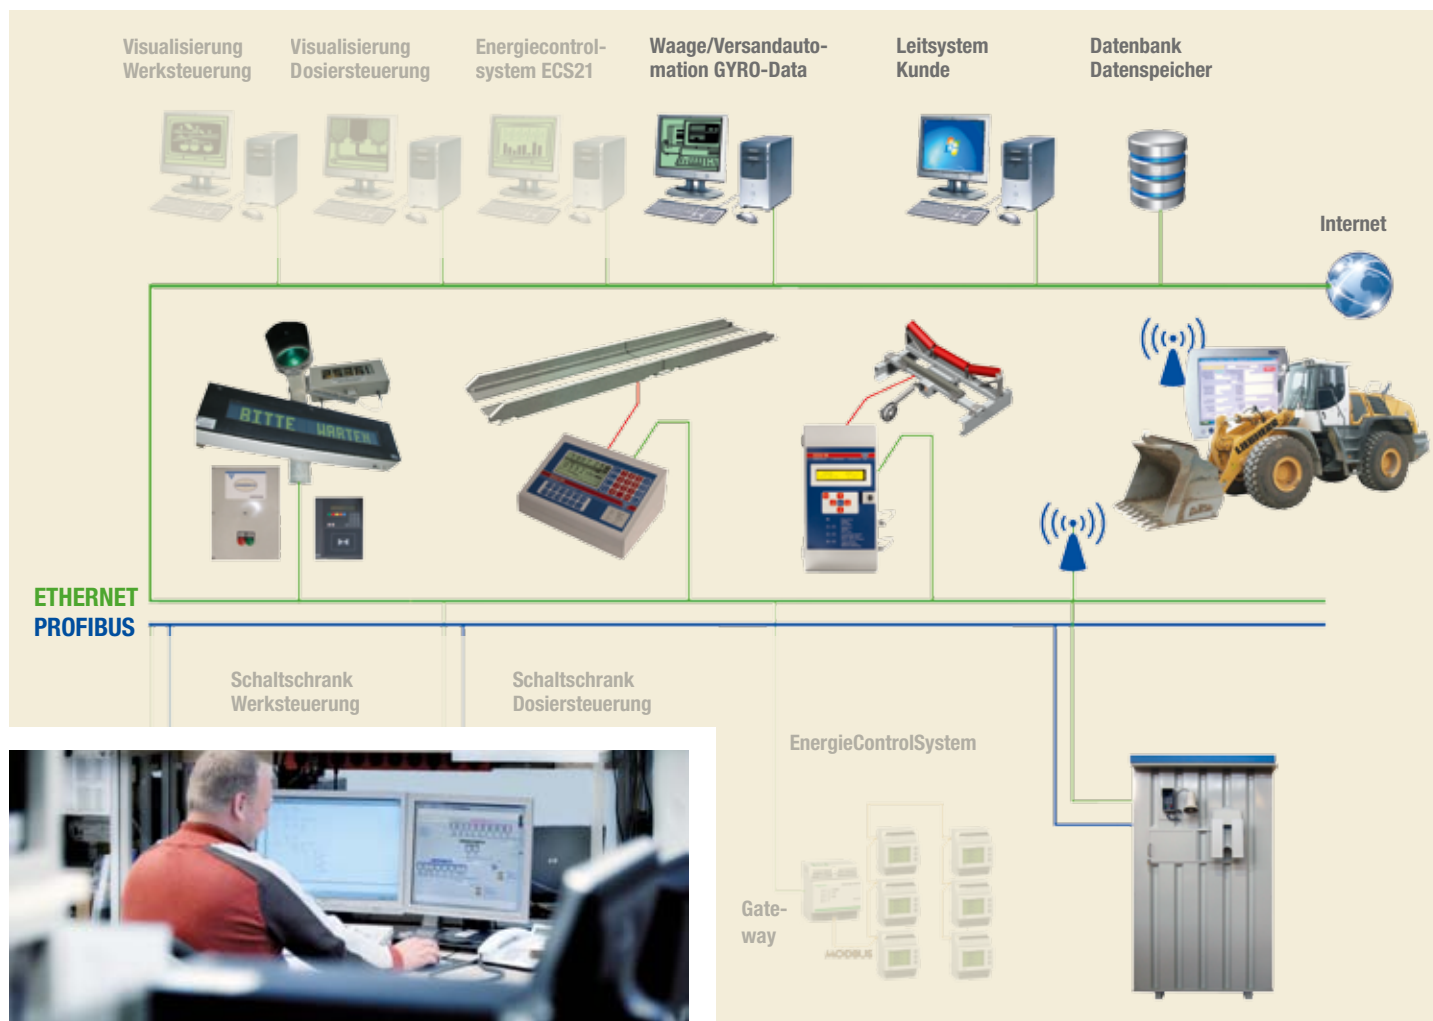 Visualisierung
Werksteuerung
Visualisierung
Dosiersteuerung
Energiecontrol-
system ECS21
Waage/Versandauto-
mation GYRO-Data
Leitsystem
Kunde
Datenbank
Datenspeicher
Internet
BITTE WARTEN
LIEBHERR
ETHERNET
PROFIBUS
Schaltschrank
Werksteuerung
Schaltschrank
Dosiersteuerung
EnergieControlSystem
Gate-
way
MODBUS